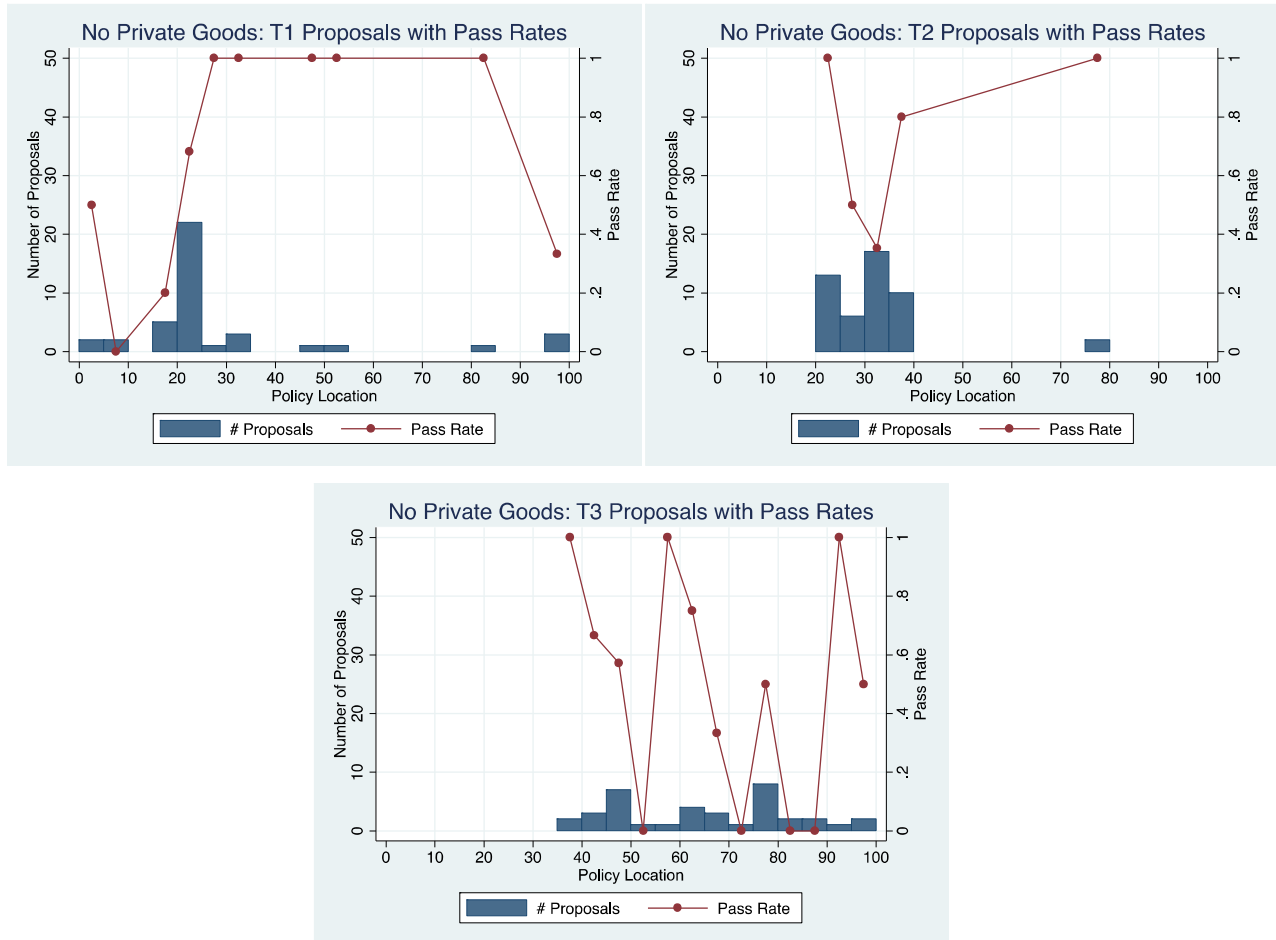 No Private Goods: T1 Proposals with Pass Rates
Number of Proposals
0 10 20 30 40 50
Pass Rate
0 .2 .4 .6 .8 1
0 10 20 30 40 50 60 70 80 90 100
Policy Location
# Proposals Pass Rate
No Private Goods: T2 Proposals with Pass Rates
Number of Proposals
0 10 20 30 40 50
Pass Rate
0 .2 .4 .6 .8 1
0 10 20 30 40 50 60 70 80 90 100
Policy Location
# Proposals Pass Rate
No Private Goods: T3 Proposals with Pass Rates
Number of Proposals
0 10 20 30 40 50
Pass Rate
0 .2 .4 .6 .8 1
0 10 20 30 40 50 60 70 80 90 100
Policy Location
# Proposals Pass Rate